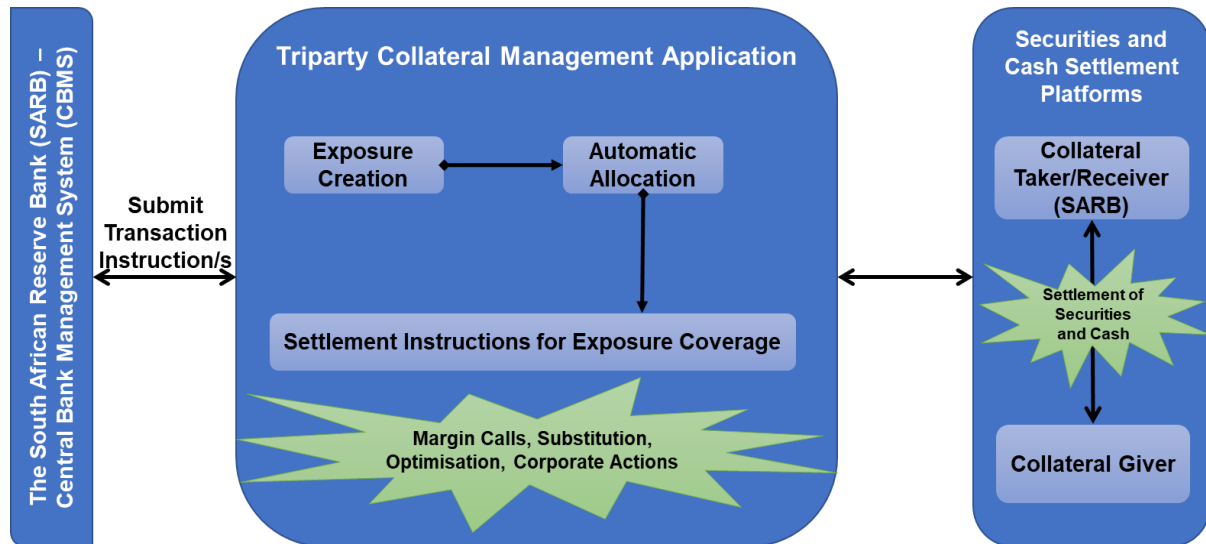 The South African Reserve Bank (SARB) –
Central Bank Management System (CBMS)
Submit
Transaction
Instruction/s
Triparty Collateral Management Application
Exposure
Creation
Automatic
Allocation
Settlement Instructions for Exposure Coverage
Margin Calls, Substitution,
Optimisation, Corporate Actions
Securities and
Cash Settlement
Platforms
Collateral
Taker/Receiver
(SARB)
Settlement of
Securities
and Cash
Collateral Giver